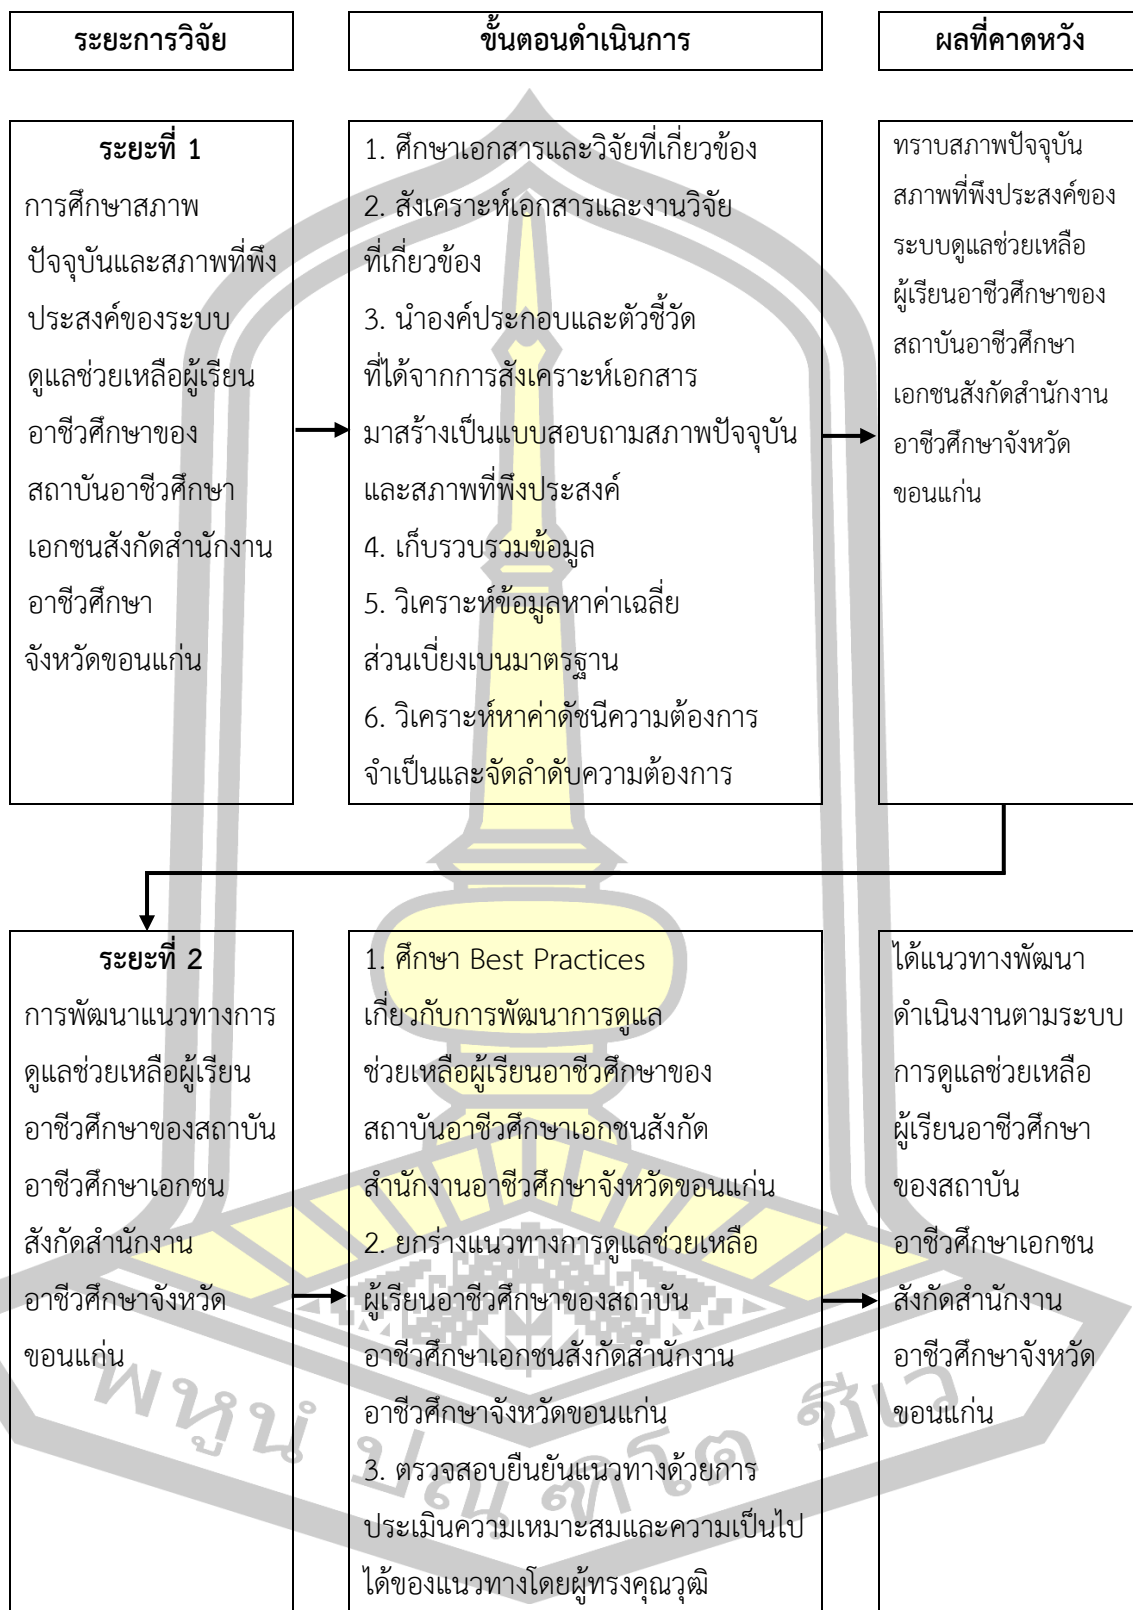 ระยะการวิจัย
ขั้นตอนดำเนินการ
ผลที่คาดหวัง
ระยะที่ 1
การศึกษาสภาพ
ปัจจุบันและสภาพที่พึง
ประสงค์ของระบบ
ดูแลช่วยเหลือผู้เรียน
อาชีวศึกษาของ
สถาบันอาชีวศึกษา
เอกชนสังกัดสำนักงาน
อาชีวศึกษา
จังหวัดขอนแก่น
1. ศึกษาเอกสารและวิจัยที่เกี่ยวข้อง
2. สังเคราะห์เอกสารและงานวิจัย
ที่เกี่ยวข้อง
3. นำองค์ประกอบและตัวชี้วัด
ที่ได้จากการสังเคราะห์เอกสาร
มาสร้างเป็นแบบสอบถามสภาพปัจจุบัน
และสภาพที่พึงประสงค์
4. เก็บรวบรวมข้อมูล
5. วิเคราะห์ข้อมูลหาค่าเฉลี่ย
ส่วนเบี่ยงเบนมาตรฐาน
6. วิเคราะห์หาค่าดัชนีความต้องการ
จำเป็นและจัดลำดับความต้องการ
ทราบสภาพปัจจุบัน
สภาพที่พึงประสงค์ของ
ระบบดูแลช่วยเหลือ
ผู้เรียนอาชีวศึกษาของ
สถาบันอาชีวศึกษา
เอกชนสังกัดสำนักงาน
อาชีวศึกษาจังหวัด
ขอนแก่น
ระยะที่ 2
การพัฒนาแนวทางการ
ดูแลช่วยเหลือผู้เรียน
อาชีวศึกษาของสถาบัน
อาชีวศึกษาเอกชน
สังกัดสำนักงาน
อาชีวศึกษาจังหวัด
ขอนแก่น
1. ศึกษา Best Practices
เกี่ยวกับการพัฒนาการดูแล
ช่วยเหลือผู้เรียนอาชีวศึกษาของ
สถาบันอาชีวศึกษาเอกชนสังกัด
สำนักงานอาชีวศึกษาจังหวัดขอนแก่น
2. ยกร่างแนวทางการดูแลช่วยเหลือ
ผู้เรียนอาชีวศึกษาของสถาบัน
อาชีวศึกษาเอกชนสังกัดสำนักงาน
อาชีวศึกษาจังหวัดขอนแก่น
3. ตรวจสอบยืนยันแนวทางด้วยการ
ประเมินความเหมาะสมและความเป็นไป
ได้ของแนวทางโดยผู้ทรงคุณวุฒิ
ได้แนวทางพัฒนา
ดำเนินงานตามระบบ
การดูแลช่วยเหลือ
ผู้เรียนอาชีวศึกษา
ของสถาบัน
อาชีวศึกษาเอกชน
สังกัดสำนักงาน
อาชีวศึกษาจังหวัด
ขอนแก่น
พหูนํ ปณฺฑิโต ชีเว